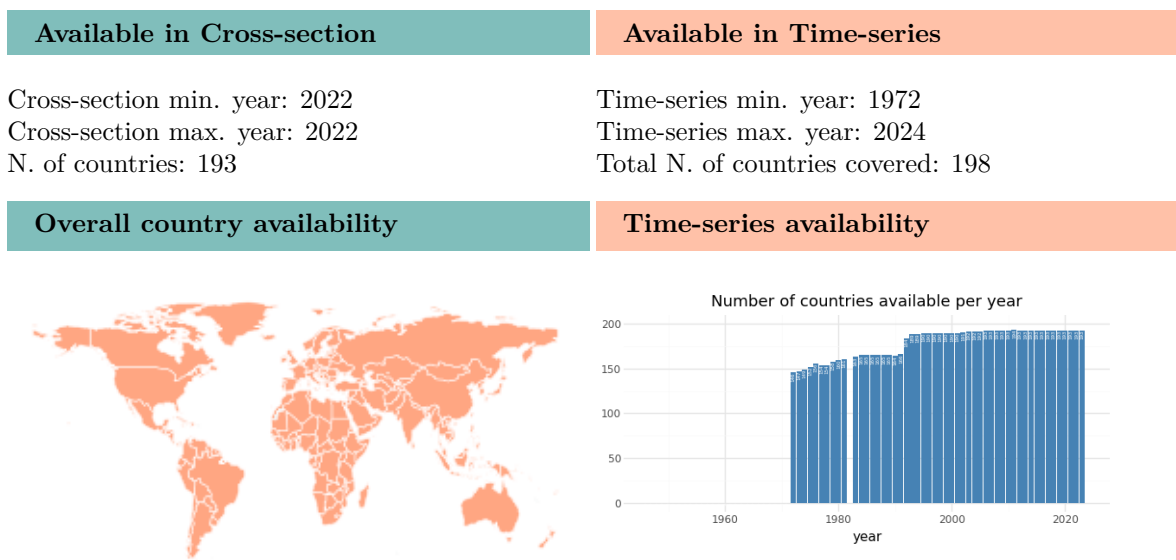 Available in Cross-section
Available in Time-series
Cross-section min. year: 2022
Cross-section max. year: 2022
N. of countries: 193
Time-series min. year: 1972
Time-series max. year: 2024
Total N. of countries covered: 198
Overall country availability
Time-series availability
Number of countries available per year
200
150
100
50
0
1960 1980 2000 2020
year